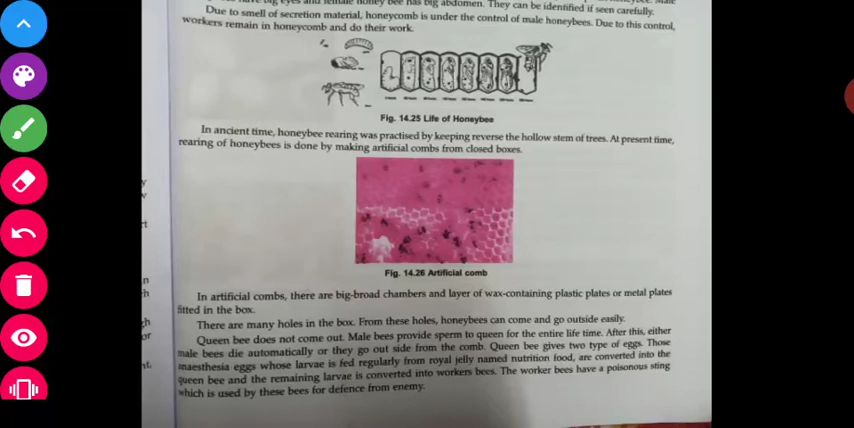 big eyes and female honey bee has big abdomen. They can be identified if seen carefully.
Due to smell of secretion material, honeycomb is under the control of male honeybees. Due to this control,
workers remain in honeycomb and do their work.
Fig. 14.25 Life of Honeybee
In ancient time, honeybee rearing was practised by keeping reverse the hollow stem of trees. At present time,
rearing of honeybees is done by making artificial combs from closed boxes.
Fig. 14.26 Artificial comb
In artificial combs, there are big-broad chambers and layer of wax-containing plastic plates or metal plates
fitted in the box.
There are many holes in the box. From these holes, honeybees can come and go outside easily.
Queen bee does not come out. Male bees provide sperm to queen for the entire life time. After this, either
male bees die automatically or they go out side from the comb. Queen bee gives two type of eggs. Those
anaesthesia eggs whose larvae is fed regularly from royal jelly named nutrition food, are converted into the
queen bee and the remaining larvae is converted into workers bees. The worker bees have a poisonous sting
which is used by these bees for defence from enemy.